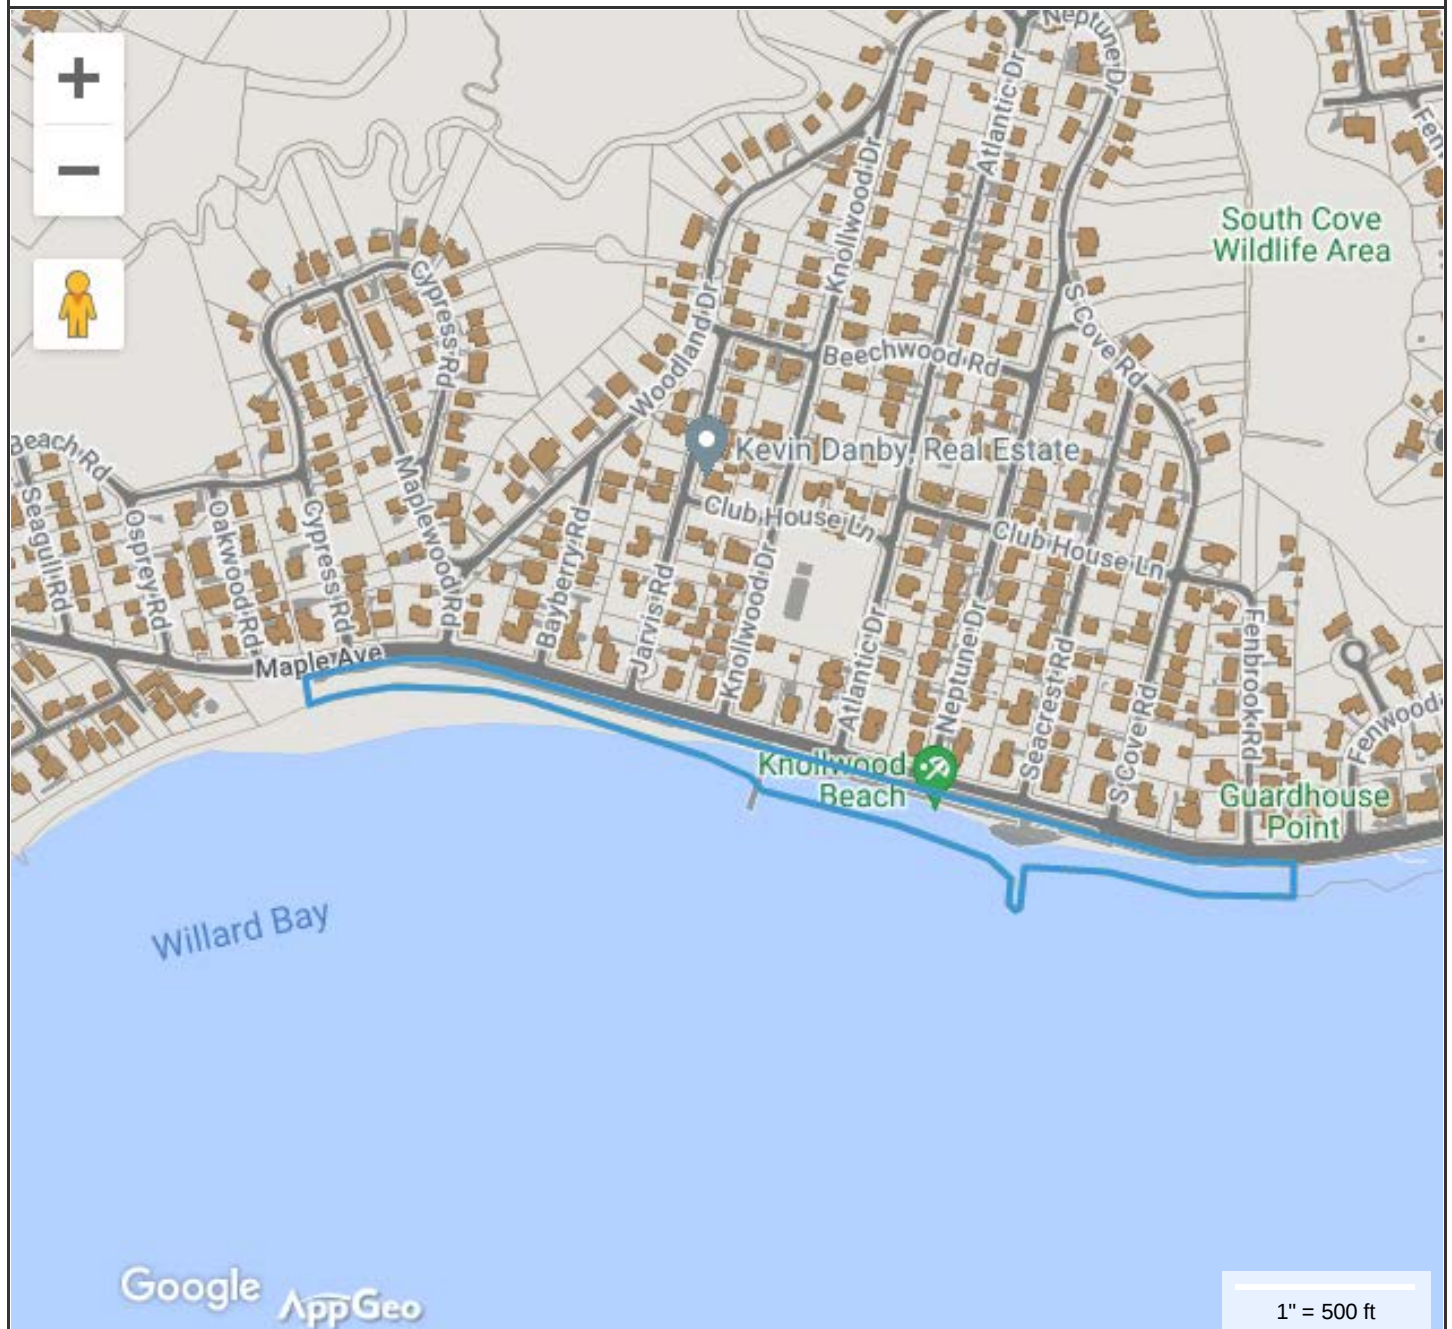 +
−
Neptune Dr
Atlantic Dr
Knollwood Dr
Atlantic Dr
South Cove
Wildlife Area
Cypress Rd
Woodland Dr
S Cove Rd
Beechwood Rd
Beach Rd
Kevin Danby, Real Estate
Seagull Rd
Osprey Rd
Oakwood Rd
Cypress Rd
Maplewood Rd
Bayberry Rd
Jarvis Rd
Club House Ln
Club House Ln
Knollwood Dr
Atlantic Dr
Neptune Dr
Seacrest Rd
S Cove Rd
Fenbrook Rd
Maple Ave
Knollwood
Beach
Guardhouse
Point
Willard Bay
Google
AppGeo
1" = 500 ft